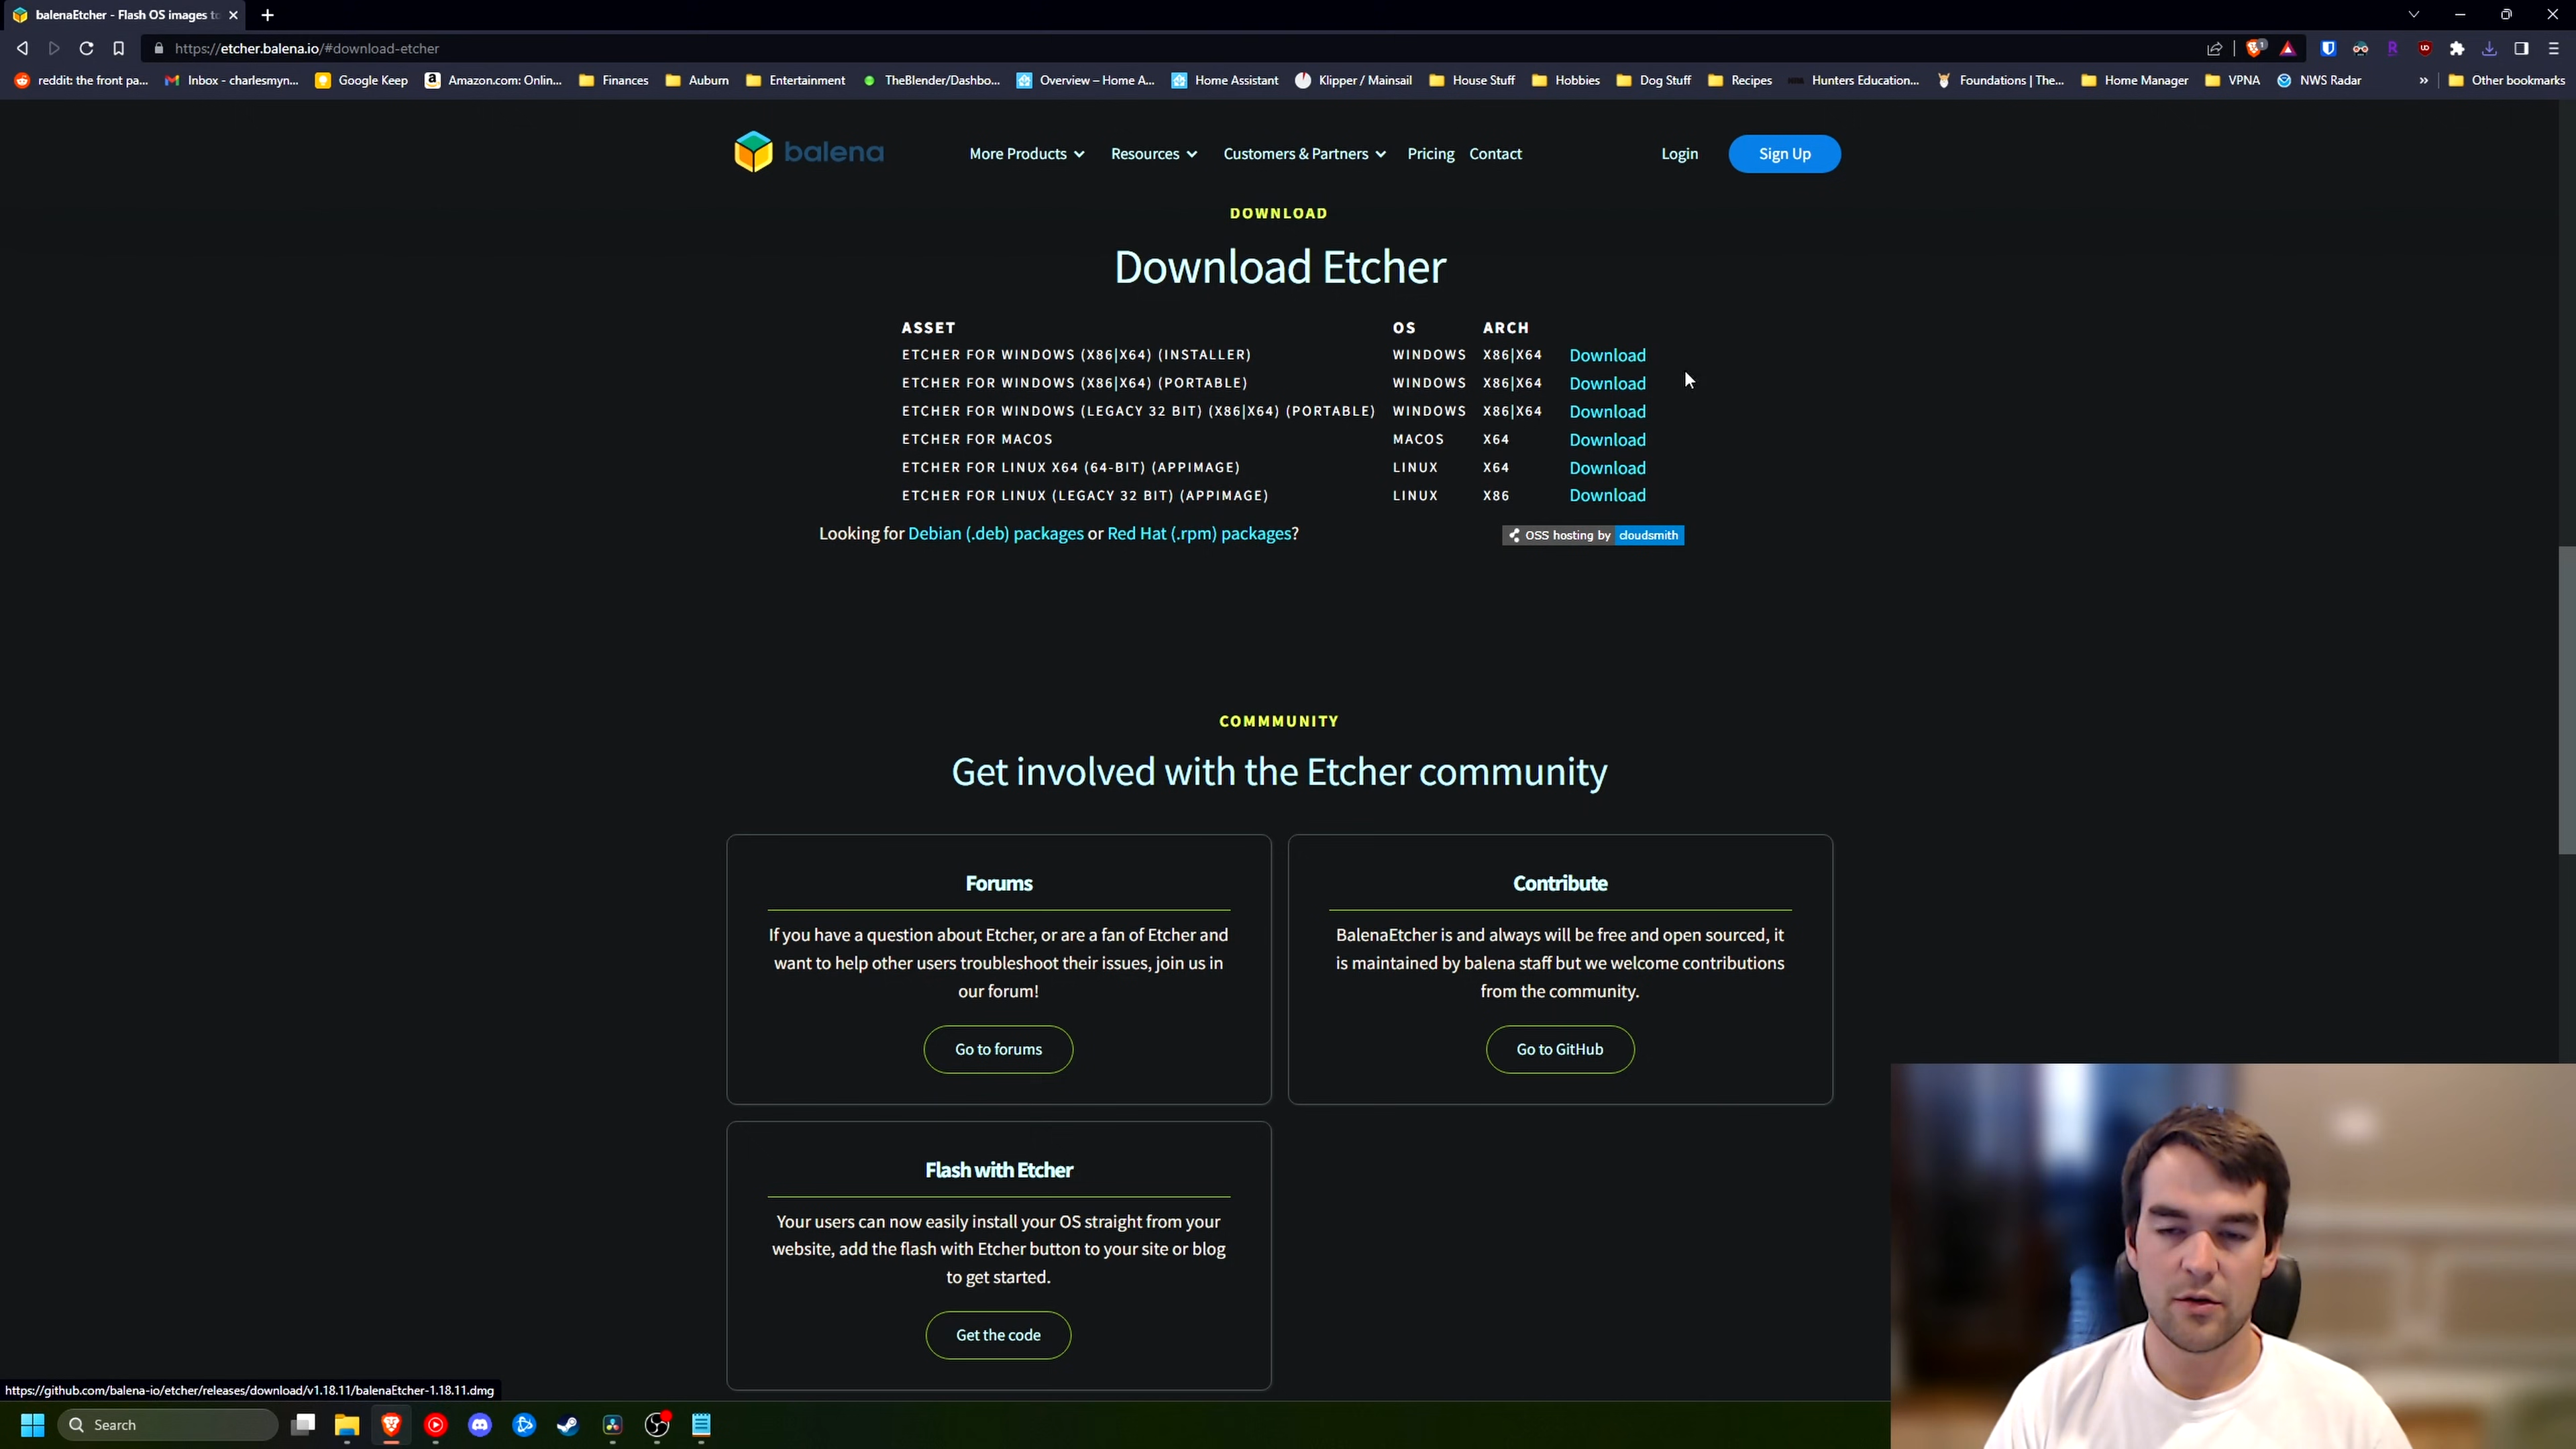 balenaEtcher - Flash OS images to
https://etcher.balena.io/#download-etcher
reddit: the front pa... Inbox - charlesmyn... Google Keep Amazon.com: Onlin... Finances Auburn Entertainment TheBlender/Dashbo... Overview – Home A... Home Assistant Klipper / Mainsail House Stuff Hobbies Dog Stuff Recipes Hunters Education... Foundations | The... Home Manager VPNA NWS Radar » Other bookmarks
balena More Products Resources Customers & Partners Pricing Contact Login Sign Up
DOWNLOAD
Download Etcher
ASSET OS ARCH
ETCHER FOR WINDOWS (X86|X64) (INSTALLER) WINDOWS X86|X64 Download
ETCHER FOR WINDOWS (X86|X64) (PORTABLE) WINDOWS X86|X64 Download
ETCHER FOR WINDOWS (LEGACY 32 BIT) (X86|X64) (PORTABLE) WINDOWS X86|X64 Download
ETCHER FOR MACOS MACOS X64 Download
ETCHER FOR LINUX X64 (64-BIT) (APPIMAGE) LINUX X64 Download
ETCHER FOR LINUX (LEGACY 32 BIT) (APPIMAGE) LINUX X86 Download
Looking for Debian (.deb) packages or Red Hat (.rpm) packages? OSS hosting by cloudsmith
COMMMUNITY
Get involved with the Etcher community
Forums
If you have a question about Etcher, or are a fan of Etcher and
want to help other users troubleshoot their issues, join us in
our forum!
Go to forums
Contribute
BalenaEtcher is and always will be free and open sourced, it
is maintained by balena staff but we welcome contributions
from the community.
Go to GitHub
Flash with Etcher
Your users can now easily install your OS straight from your
website, add the flash with Etcher button to your site or blog
to get started.
Get the code
https://github.com/balena-io/etcher/releases/download/v1.18.11/balenaEtcher-1.18.11.dmg
Search